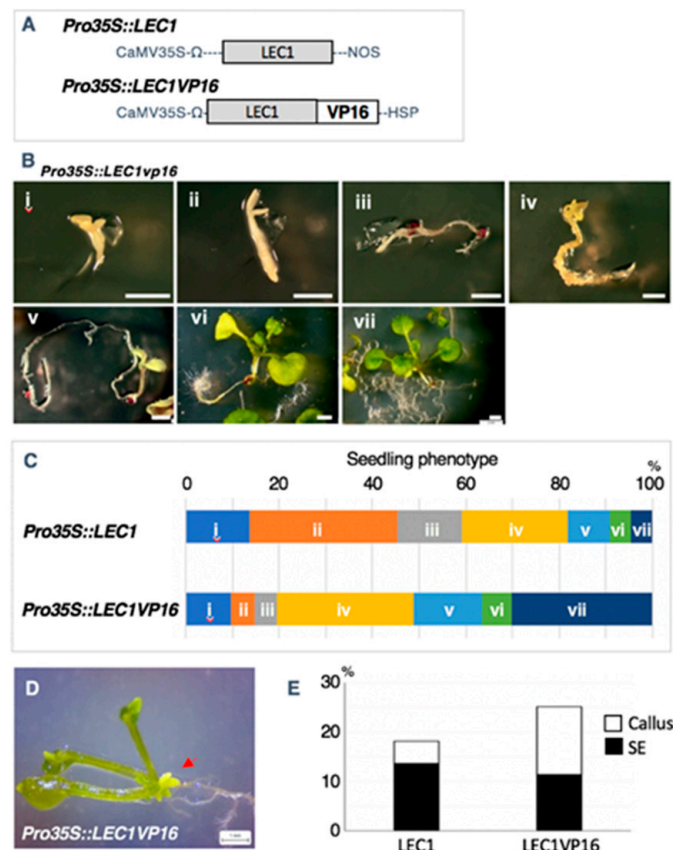 A
Pro35S::LEC1
CaMV35S-Ω----
LEC1
---NOS
Pro35S::LEC1VP16
CaMV35S-Ω
LEC1
VP16
--HSP
B
Pro35S::LEC1vp16
i
ii
iii
iv
v
vi
vii
C
Seedling phenotype
%
0
20
40
60
80
100
Pro35S::LEC1
i
ii
iii
iv
v
vi
vii
Pro35S::LEC1VP16
i
ii
iii
iv
v
vi
vii
D
Pro35S::LEC1VP16
E
%
30
20
10
0
Callus
SE
LEC1
LEC1VP16